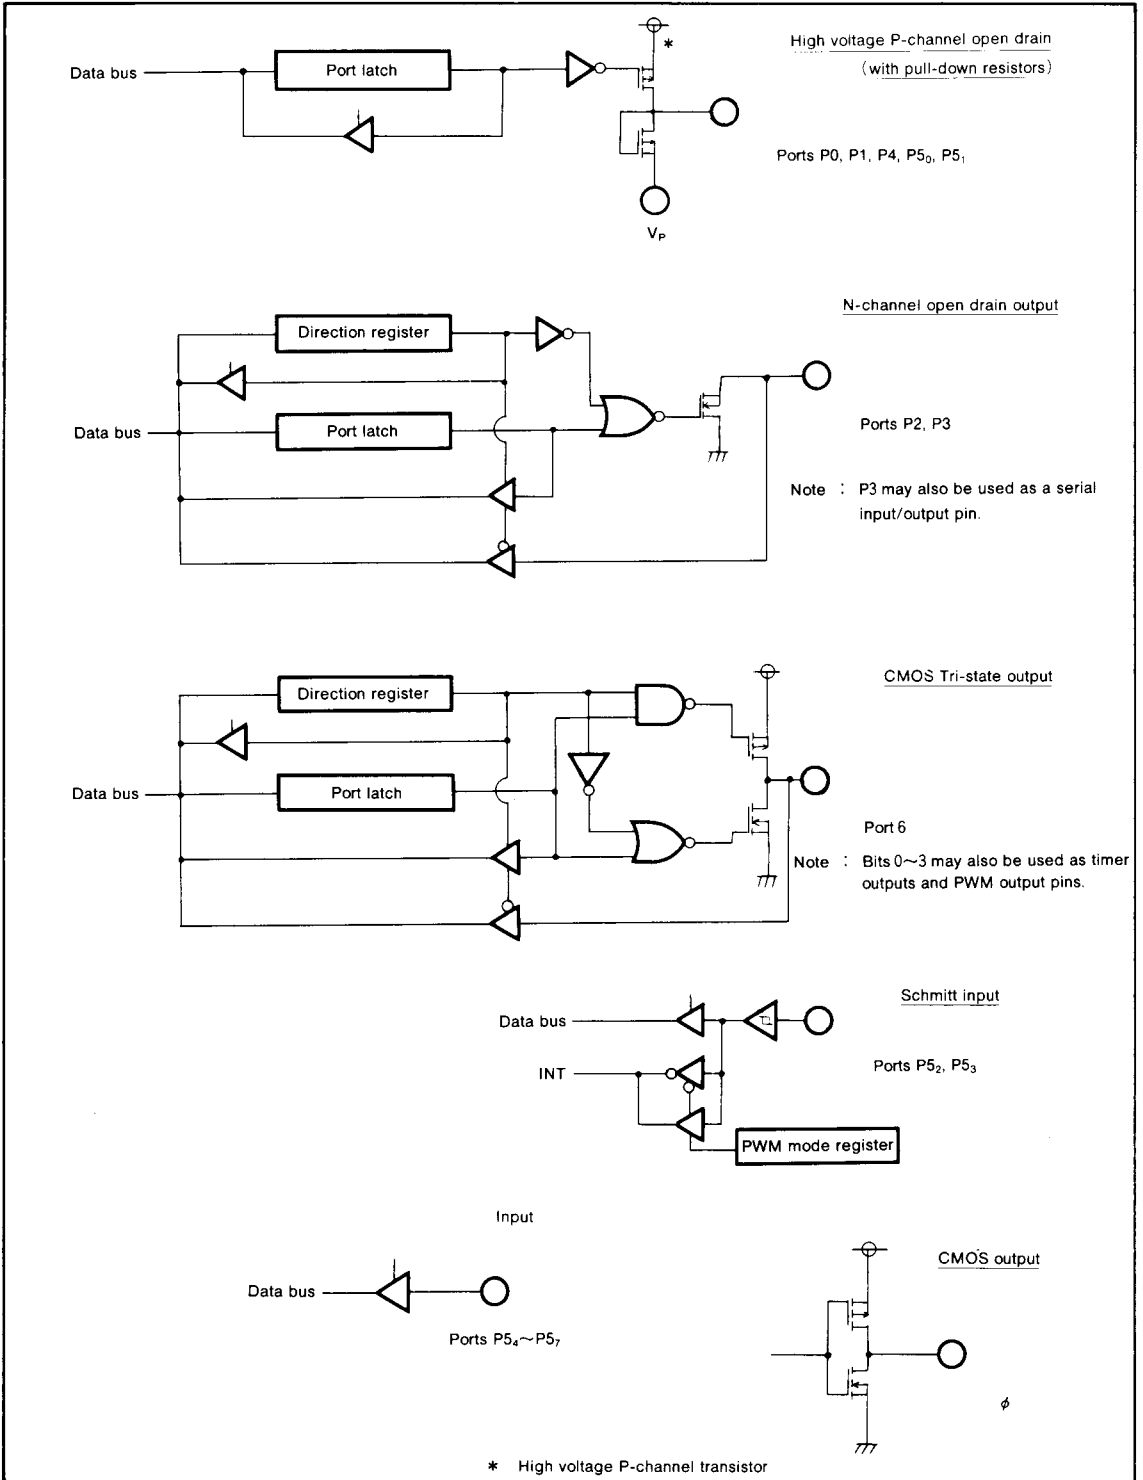 High voltage P-channel open drain
(with pull-down resistors)
*
Data bus
Port latch
Ports P0, P1, P4, P5₀, P5₁
V_P
N-channel open drain output
Direction register
Data bus
Port latch
Ports P2, P3
Note : P3 may also be used as a serial
input/output pin.
CMOS Tri-state output
Direction register
Data bus
Port latch
Port 6
Note : Bits 0~3 may also be used as timer
outputs and PWM output pins.
Schmitt input
Data bus
INT
Ports P5₂, P5₃
PWM mode register
Input
CMOS output
Data bus
Ports P5₄~P5₇
ϕ
* High voltage P-channel transistor